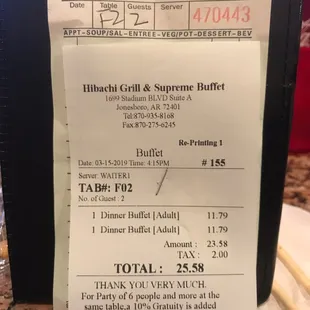 Date Table Guests Server
F2 2 470443
APPT-SOUP/SAL-ENTREE-VEG/POT-DESSERT-BEV
Hibachi Grill & Supreme Buffet
1699 Stadium BLVD Suite A
Jonesboro, AR 72401
Tel:870-935-8168
Fax:870-275-6245
Re-Printing 1
Buffet
Date: 03-15-2019 Time: 4:15PM # 155
Server: WAITER1
TAB#: F02
No. of Guest : 2
1 Dinner Buffet [Adult] 11.79
1 Dinner Buffet [Adult] 11.79
Amount : 23.58
TAX : 2.00
TOTAL : 25.58
THANK YOU VERY MUCH.
For Party of 6 people and more at the
same table,a 10% Gratuity is added